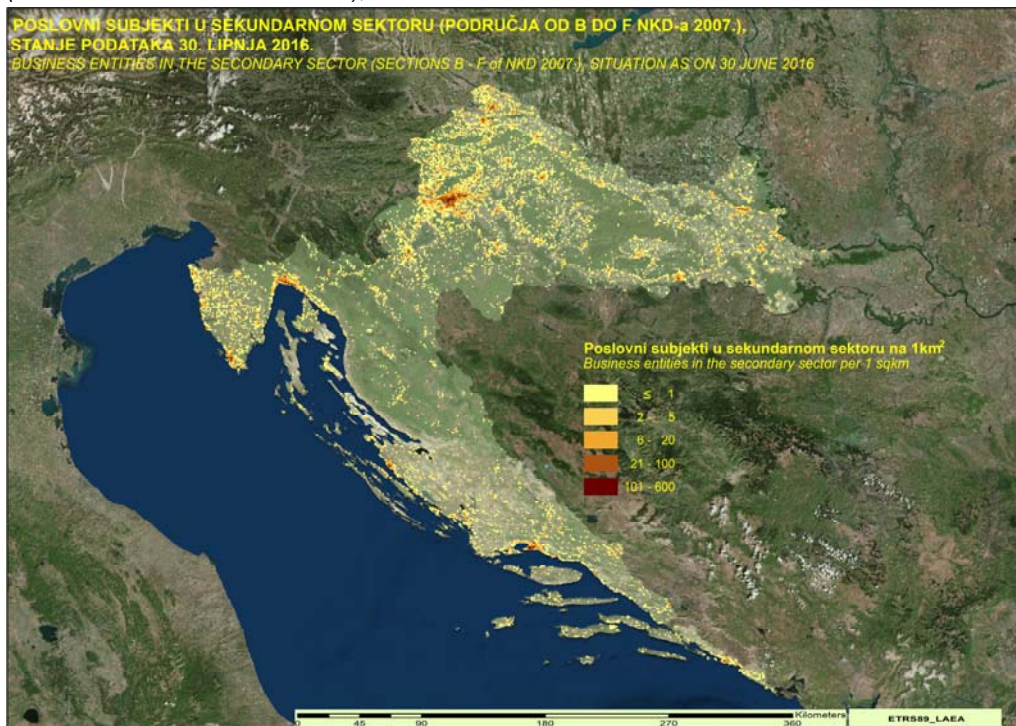 POSLOVNI SUBJEKTI U SEKUNDARNOM SEKTORU (PODRUČJA OD B DO F NKD-a 2007.),
STANJE PODATAKA 30. LIPNJA 2016.
BUSINESS ENTITIES IN THE SECONDARY SECTOR (SECTIONS B - F of NKD 2007.), SITUATION AS ON 30 JUNE 2016
Poslovni subjekti u sekundarnom sektoru na 1km²
Business entities in the secondary sector per 1 sqkm
≤ 1
2 - 5
6 - 20
21 - 100
101 - 600
Kilometers
0 45 90 180 270 360
ETRS89_LAEA